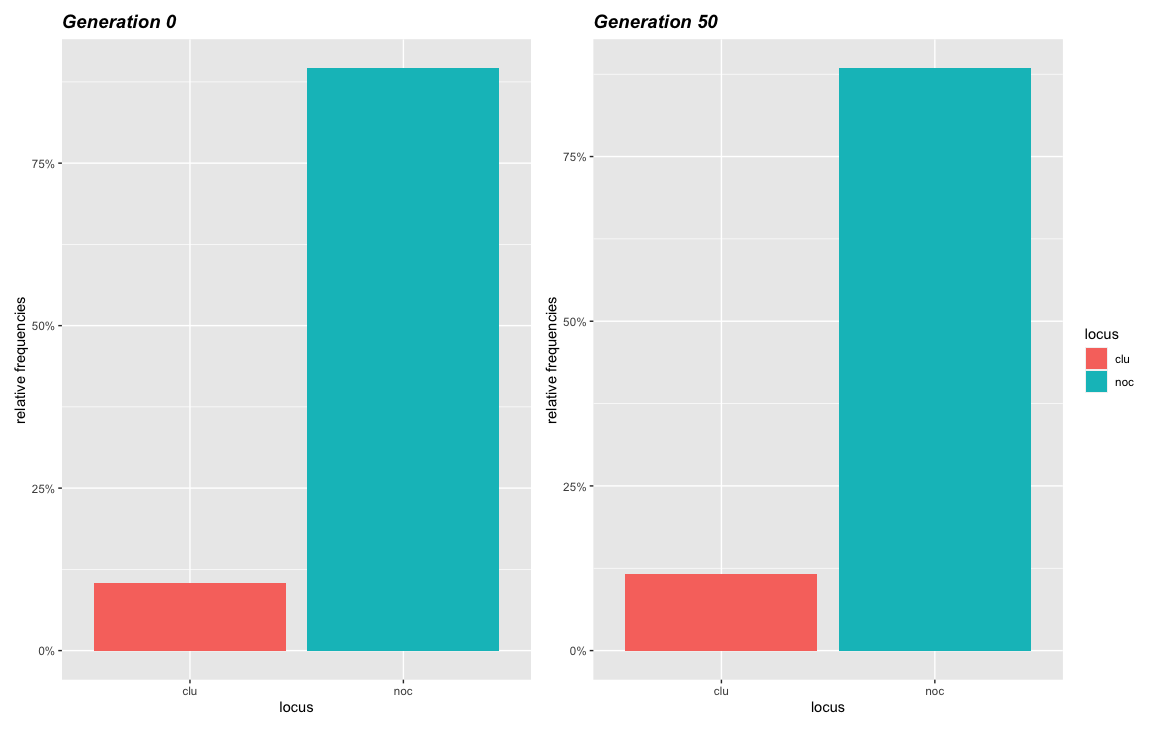 Generation 0
relative frequencies
75%
50%
25%
0%
clu
noc
locus
Generation 50
relative frequencies
75%
50%
25%
0%
clu
noc
locus
locus
clu
noc